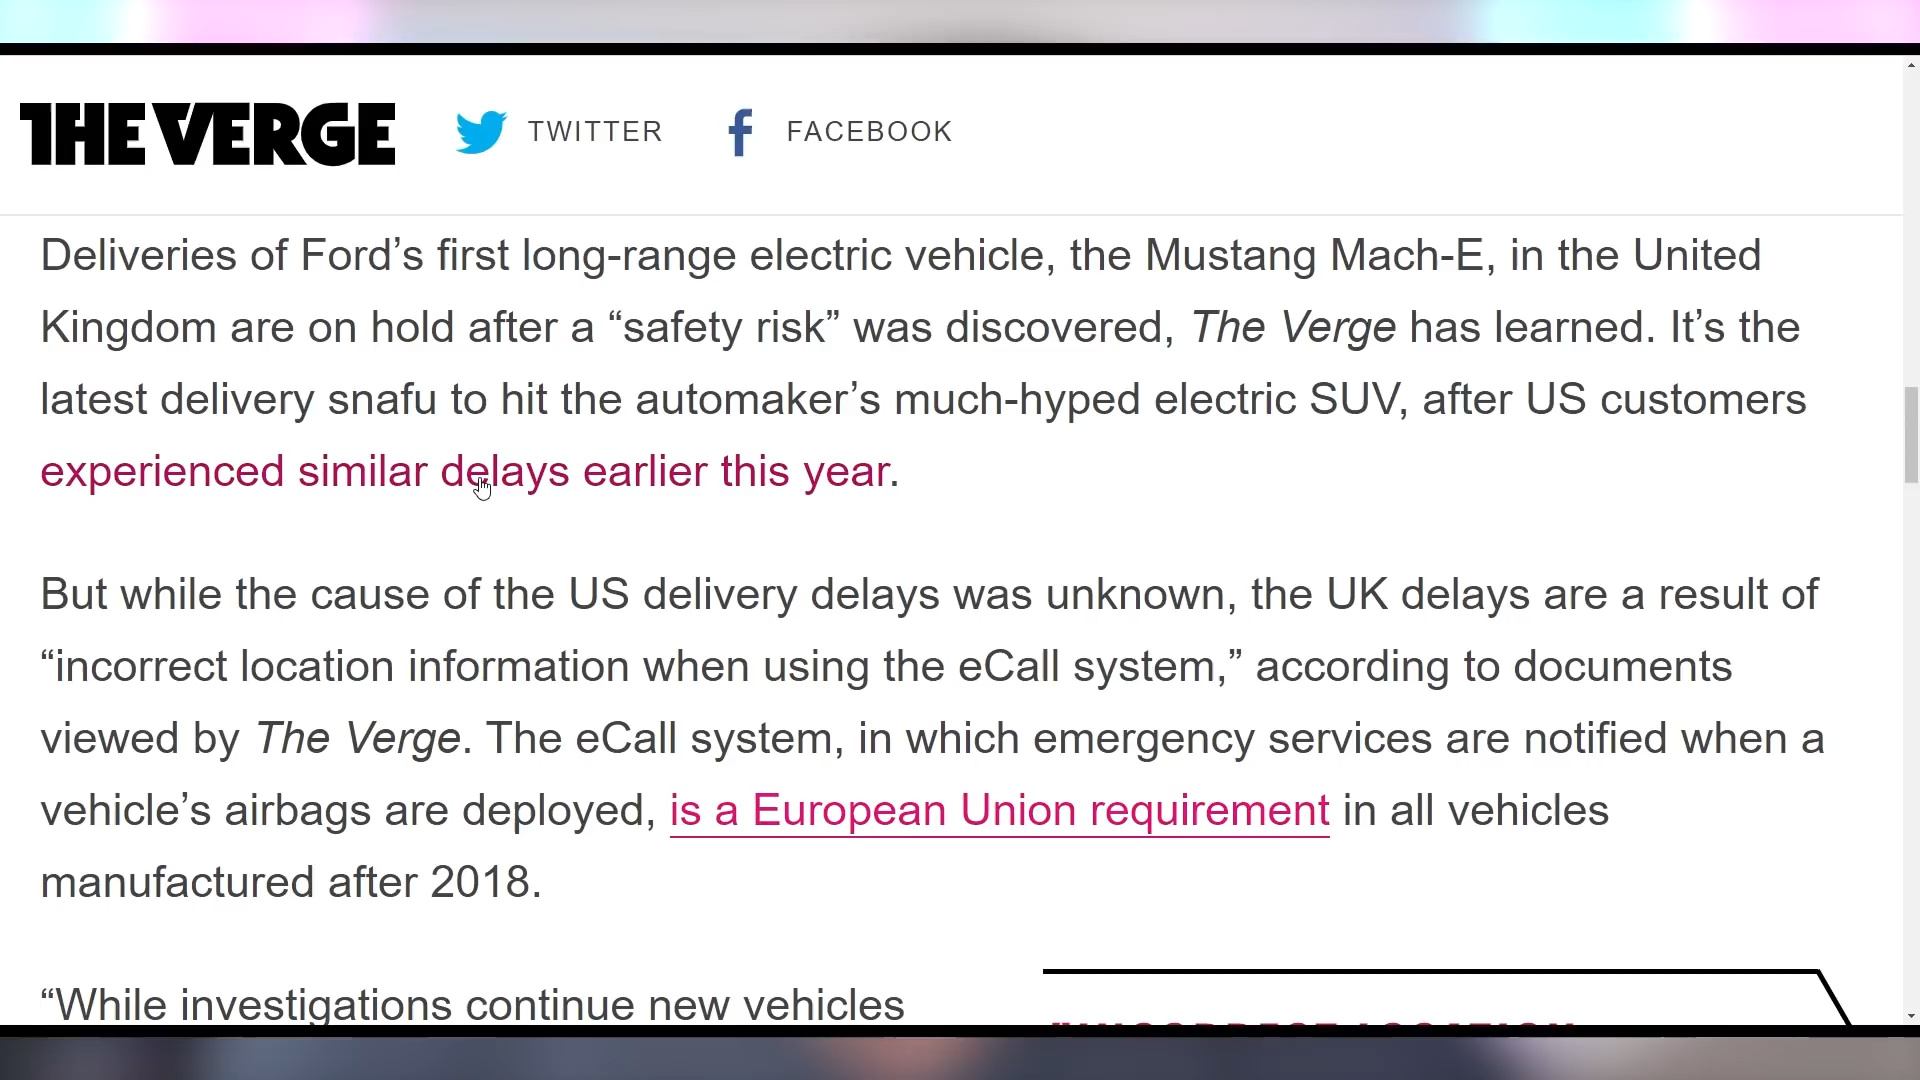 THE VERGE TWITTER FACEBOOK
Deliveries of Ford’s first long-range electric vehicle, the Mustang Mach-E, in the United
Kingdom are on hold after a “safety risk” was discovered, The Verge has learned. It’s the
latest delivery snafu to hit the automaker’s much-hyped electric SUV, after US customers
experienced similar delays earlier this year.
But while the cause of the US delivery delays was unknown, the UK delays are a result of
“incorrect location information when using the eCall system,” according to documents
viewed by The Verge. The eCall system, in which emergency services are notified when a
vehicle’s airbags are deployed, is a European Union requirement in all vehicles
manufactured after 2018.
“While investigations continue new vehicles